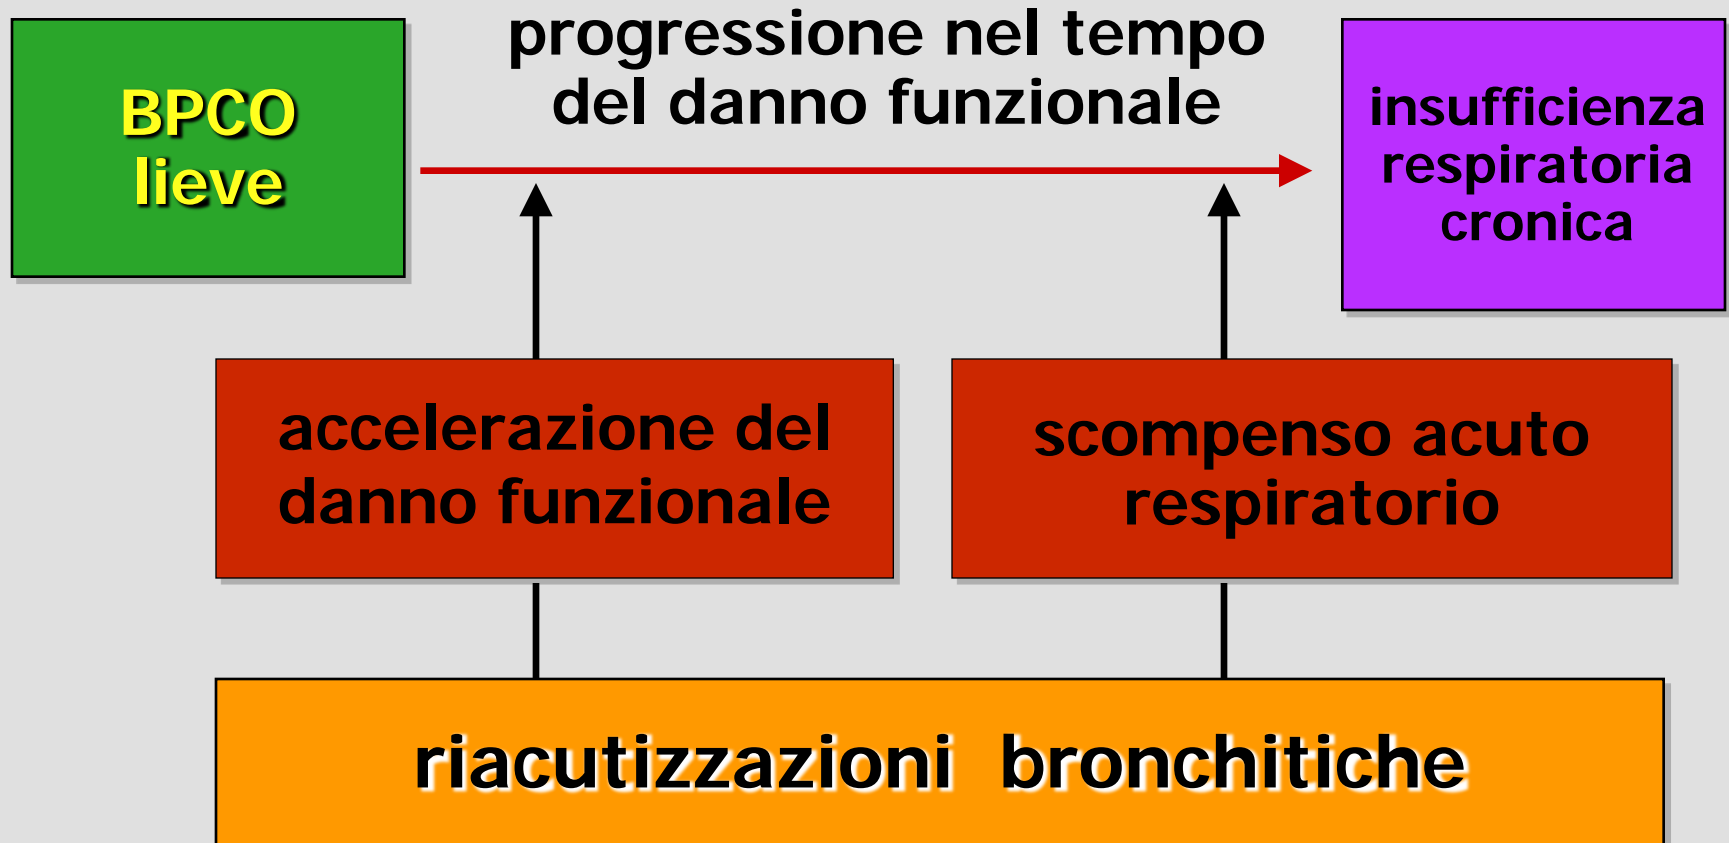 BPCO
lieve
progressione nel tempo
del danno funzionale
insufficienza
respiratoria
cronica
accelerazione del
danno funzionale
scompenso acuto
respiratorio
riacutizzazioni bronchitiche